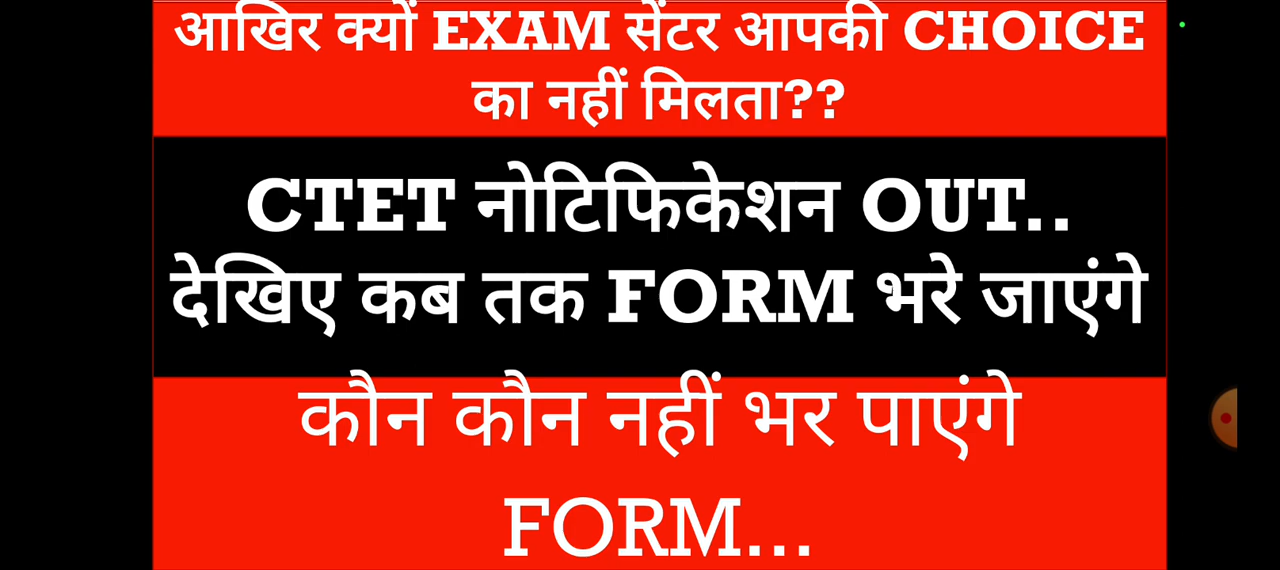 आखिर क्यों EXAM सेंटर आपकी CHOICE
का नहीं मिलता??
CTET नोटिफिकेशन OUT..
देखिए कब तक FORM भरे जाएंगे
कौन कौन नहीं भर पाएंगे
FORM...